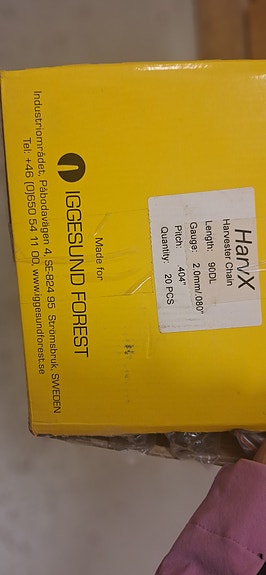 HarvX
Harvester Chain
Length: 90DL
Gauge: 2.0mm/.080"
Pitch: .404"
Quantity: 20 PCS
Made for
IGGESUND FOREST
Industriområdet, Påbodavägen 4, SE-824 95 Strömsbruk, SWEDEN
Tel: +46 (0)650 54 11 00, www.iggesundforest.se